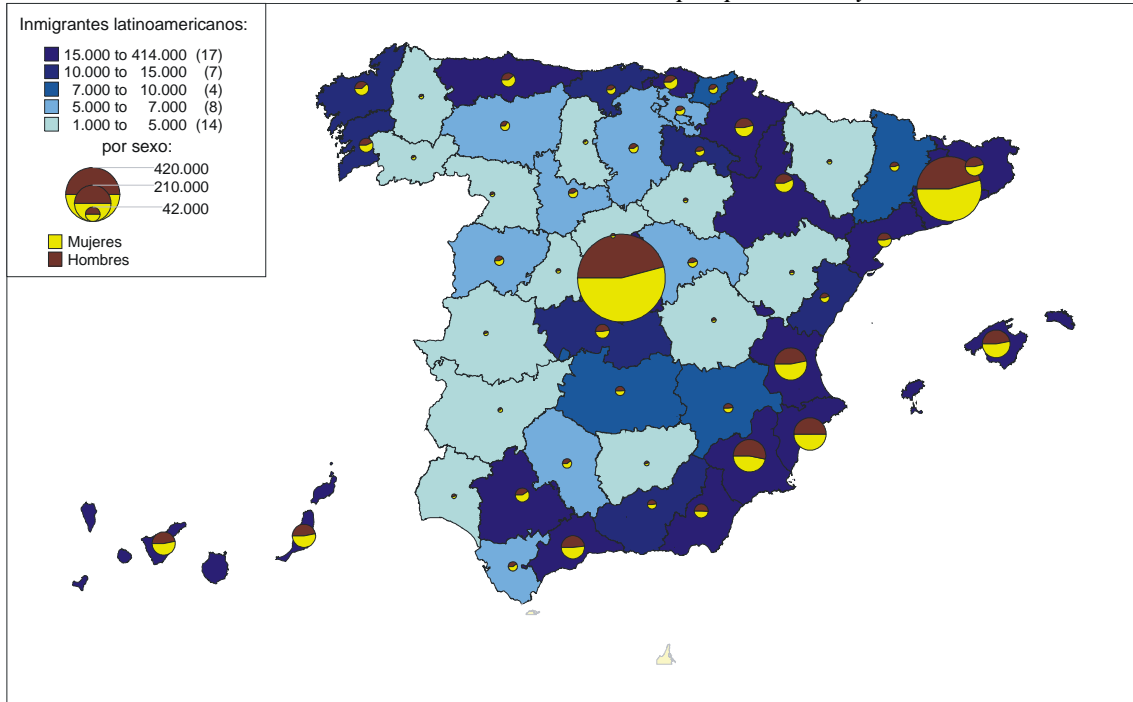 Inmigrantes latinoamericanos:
15.000 to 414.000 (17)
10.000 to 15.000 (7)
7.000 to 10.000 (4)
5.000 to 7.000 (8)
1.000 to 5.000 (14)
por sexo:
420.000
210.000
42.000
Mujeres
Hombres